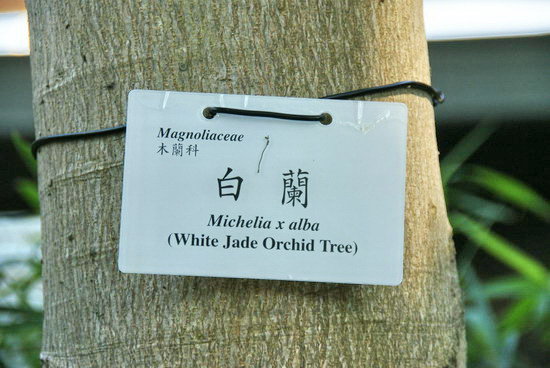 Magnoliaceae
木蘭科
白蘭
Michelia x alba
(White Jade Orchid Tree)